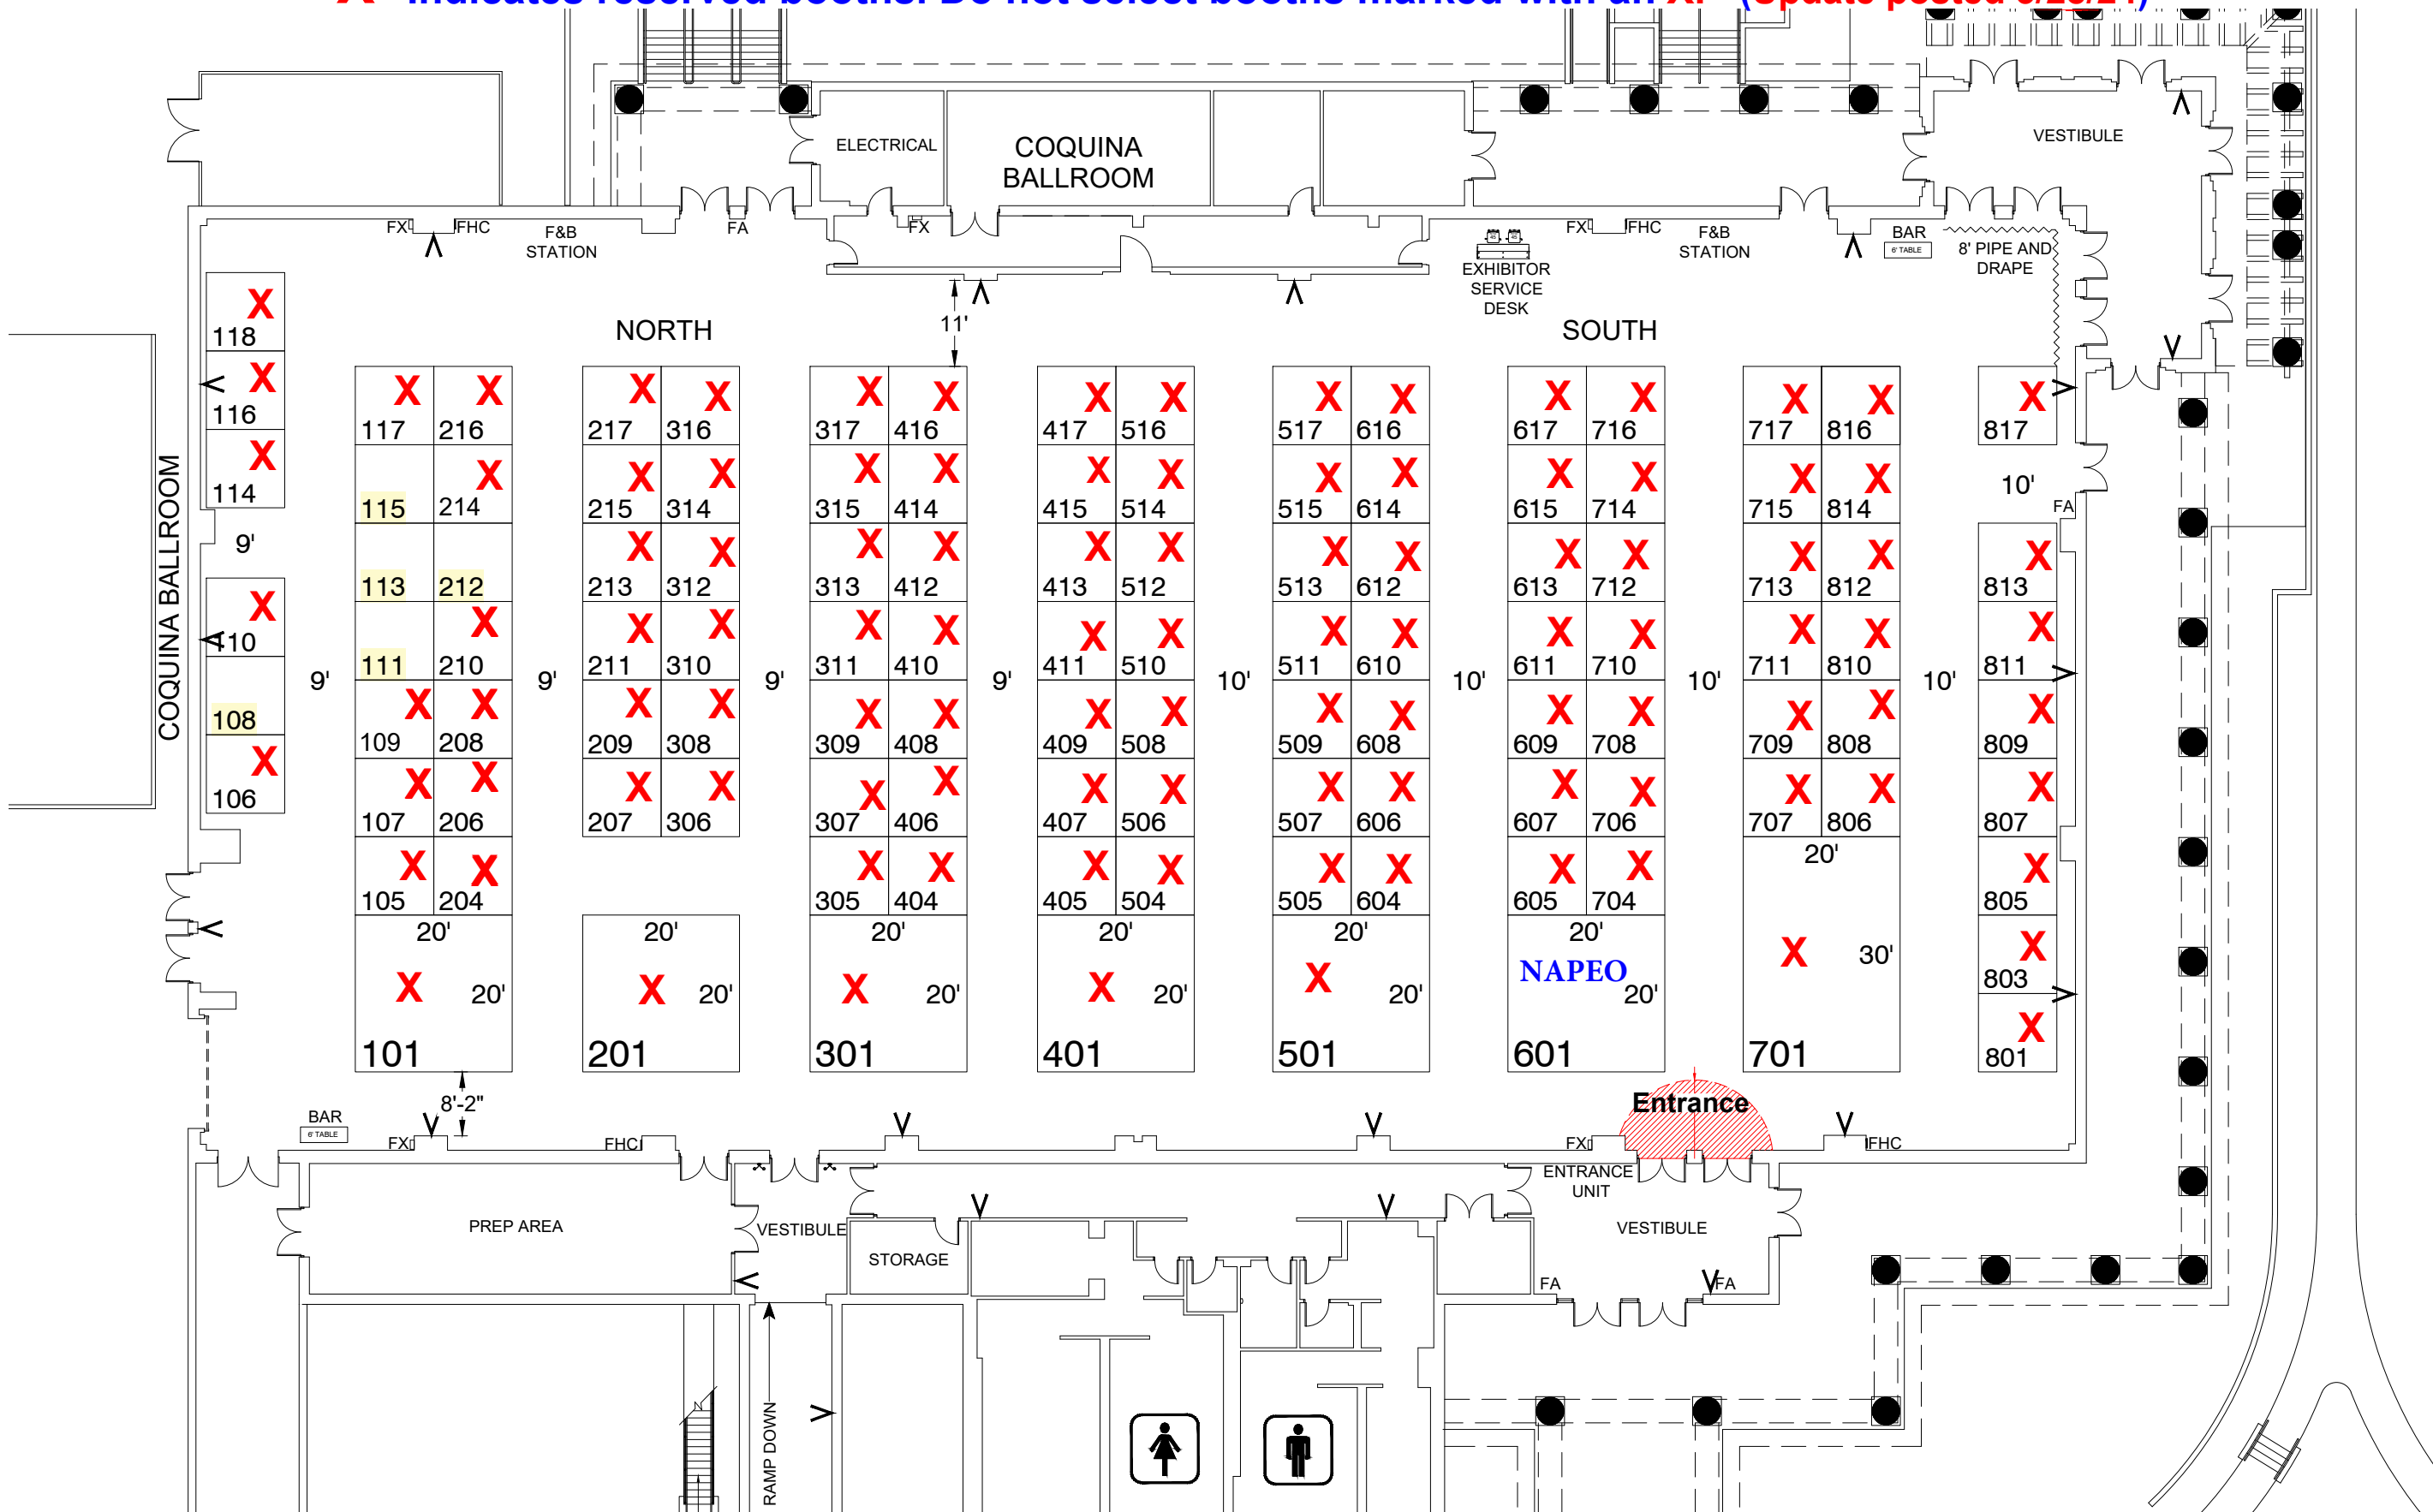 X
ELECTRICAL
COQUINA
BALLROOM
VESTIBULE
FX
FHC
F&B
STATION
FA
FX
FX
FHC
F&B
STATION
BAR
6' TABLE
8' PIPE AND
DRAPE
EXHIBITOR
SERVICE
DESK
11'
NORTH
SOUTH
COQUINA BALLROOM
X X X X X X X X X X X X X X X X
118
116
114
9'
110
108
106
117 216 217 316 317 416 417 516 517 616 617 716 717 816 817
115 214 215 314 315 414 415 514 515 614 615 714 715 814 10'
FA
113 212 213 312 313 412 413 512 513 612 613 712 713 812 813
111 210 211 310 311 410 411 510 511 610 611 710 711 810 811
9' 9' 9' 9' 10' 10' 10' 10'
109 208 209 308 309 408 409 508 509 608 609 708 709 808 809
107 206 207 306 307 406 407 506 507 606 607 706 707 806 807
105 204 305 404 405 504 505 604 605 704 20' 805
20' 20' 20' 20' 20' 20'
NAPEO
30'
803
20' 20' 20' 20' 20' 20'
101 201 301 401 501 601 701 801
8'-2"
Entrance
BAR
6' TABLE
FX
FHC
FX
FHC
ENTRANCE
UNIT
PREP AREA
VESTIBULE
STORAGE
VESTIBULE
FA
FA
RAMP DOWN